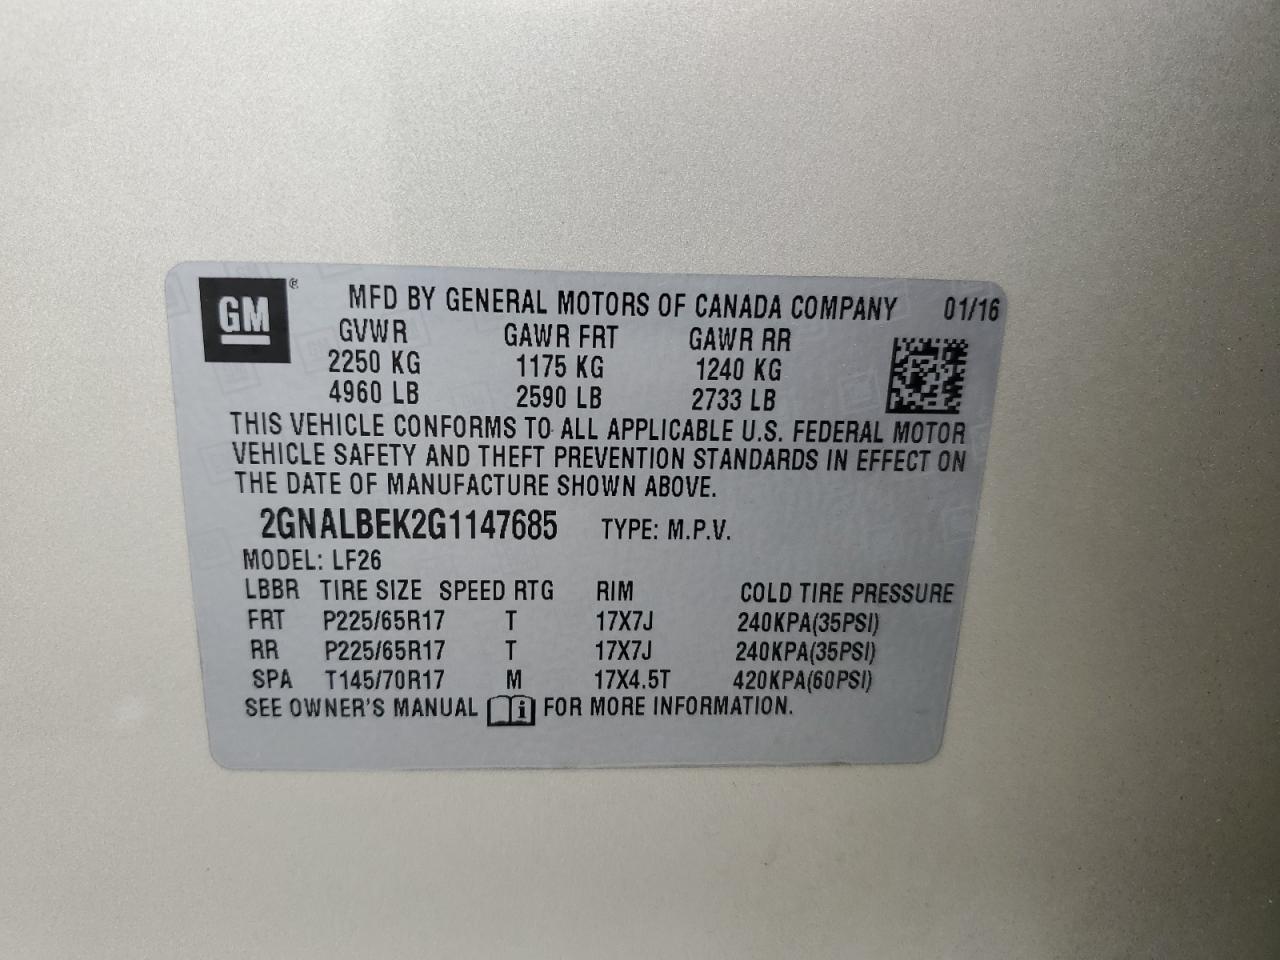 GM ®
MFD BY GENERAL MOTORS OF CANADA COMPANY 01/16
GVWR GAWR FRT GAWR RR
2250 KG 1175 KG 1240 KG
4960 LB 2590 LB 2733 LB
THIS VEHICLE CONFORMS TO ALL APPLICABLE U.S. FEDERAL MOTOR
VEHICLE SAFETY AND THEFT PREVENTION STANDARDS IN EFFECT ON
THE DATE OF MANUFACTURE SHOWN ABOVE.
2GNALBEK2G1147685 TYPE: M.P.V.
MODEL: LF26
LBBR TIRE SIZE SPEED RTG RIM COLD TIRE PRESSURE
FRT P225/65R17 T 17X7J 240KPA(35PSI)
RR P225/65R17 T 17X7J 240KPA(35PSI)
SPA T145/70R17 M 17X4.5T 420KPA(60PSI)
SEE OWNER'S MANUAL i FOR MORE INFORMATION.